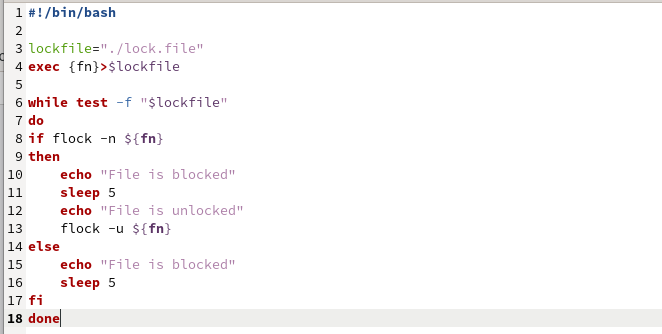 1 #!/bin/bash
2
3 lockfile="./lock.file"
4 exec {fn}>$lockfile
5
6 while test -f "$lockfile"
7 do
8 if flock -n ${fn}
9 then
10     echo "File is blocked"
11     sleep 5
12     echo "File is unlocked"
13     flock -u ${fn}
14 else
15     echo "File is blocked"
16     sleep 5
17 fi
18 done